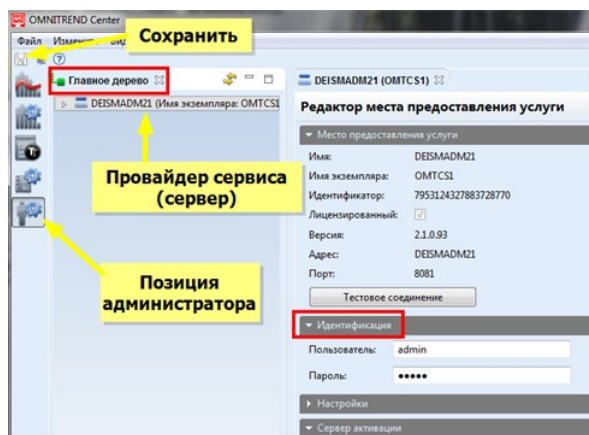 OMNITREND Center
Файл
Сохранить
Главное дерево
DEISMADM21 (Имя экземпляра: OMTCS1
Провайдер сервиса
(сервер)
Позиция
администратора
DEISMADM21 (OMTCS1)
Редактор места предоставления услуги
Место предоставления услуги
Имя: DEISMADM21
Имя экземпляра: OMTCS1
Идентификатор: 7953124327883728770
Лицензированный:
Версия: 2.1.0.93
Адрес: DEISMADM21
Порт: 8081
Тестовое соединение
Идентификация
Пользователь: admin
Пароль: •••••
Настройки
Сервер активации